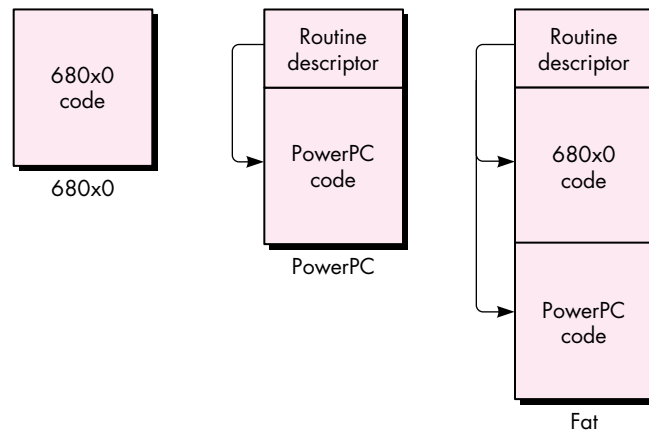 680x0
code
680x0
Routine
descriptor
PowerPC
code
PowerPC
Routine
descriptor
680x0
code
PowerPC
code
Fat